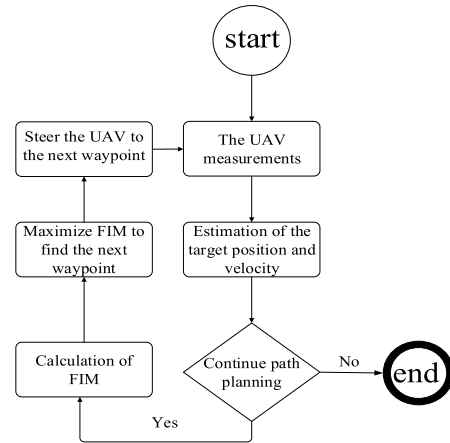 start
Steer the UAV to
the next waypoint
The UAV
measurements
Maximize FIM to
find the next
waypoint
Estimation of the
target position and
velocity
Calculation of
FIM
Continue path
planning
No
end
Yes